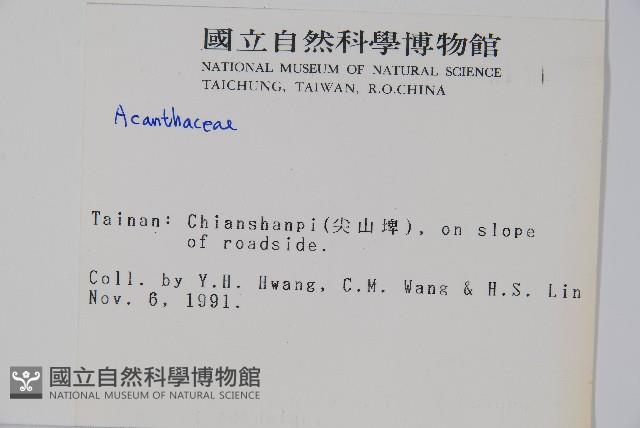 國立自然科學博物館
NATIONAL MUSEUM OF NATURAL SCIENCE
TAICHUNG, TAIWAN, R.O.CHINA
Acanthaceae
Tainan: Chianshanpi(尖山埤), on slope
of roadside.
Coll. by Y.H. Hwang, C.M. Wang & H.S. Lin
Nov. 6, 1991.
國立自然科學博物館
NATIONAL MUSEUM OF NATURAL SCIENCE